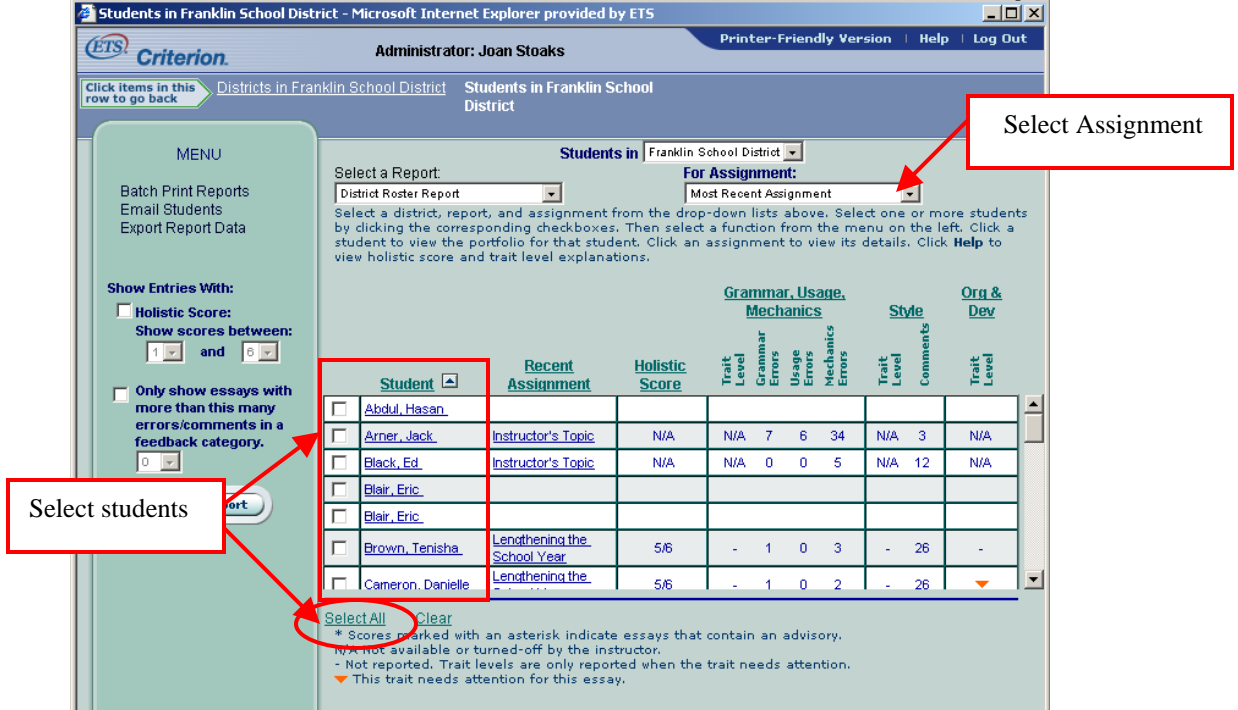 Students in Franklin School District - Microsoft Internet Explorer provided by ETS
ETS Criterion.
Administrator: Joan Stoaks
Printer-Friendly Version | Help | Log Out
Click items in this
row to go back
Districts in Franklin School District
Students in Franklin School
District
Select Assignment
MENU
Batch Print Reports
Email Students
Export Report Data
Show Entries With:
Holistic Score:
Show scores between:
1 and 6
Only show essays with
more than this many
errors/comments in a
feedback category.
0
Select students
Students in Franklin School District
Select a Report:
For Assignment:
District Roster Report
Most Recent Assignment
Select a district, report, and assignment from the drop-down lists above. Select one or more students
by clicking the corresponding checkboxes. Then select a function from the menu on the left. Click a
student to view the portfolio for that student. Click an assignment to view its details. Click Help to
view holistic score and trait level explanations.
Grammar, Usage,
Mechanics
Style
Org &
Dev
Student
Recent
Assignment
Holistic
Score
Trait
Level
Grammar
Errors
Usage
Errors
Mechanics
Errors
Trait
Level
Comments
Trait
Level
Abdul, Hasan
Arner, Jack Instructor's Topic N/A N/A 7 6 34 N/A 3 N/A
Black, Ed Instructor's Topic N/A N/A 0 0 5 N/A 12 N/A
Blair, Eric
Blair, Eric
Brown, Tenisha Lengthening the
School Year 5/6 - 1 0 3 - 26 -
Cameron, Danielle Lengthening the 5/6 - 1 0 2 - 26
Select All Clear
* Scores marked with an asterisk indicate essays that contain an advisory.
N/A Not available or turned-off by the instructor.
- Not reported. Trait levels are only reported when the trait needs attention.
This trait needs attention for this essay.